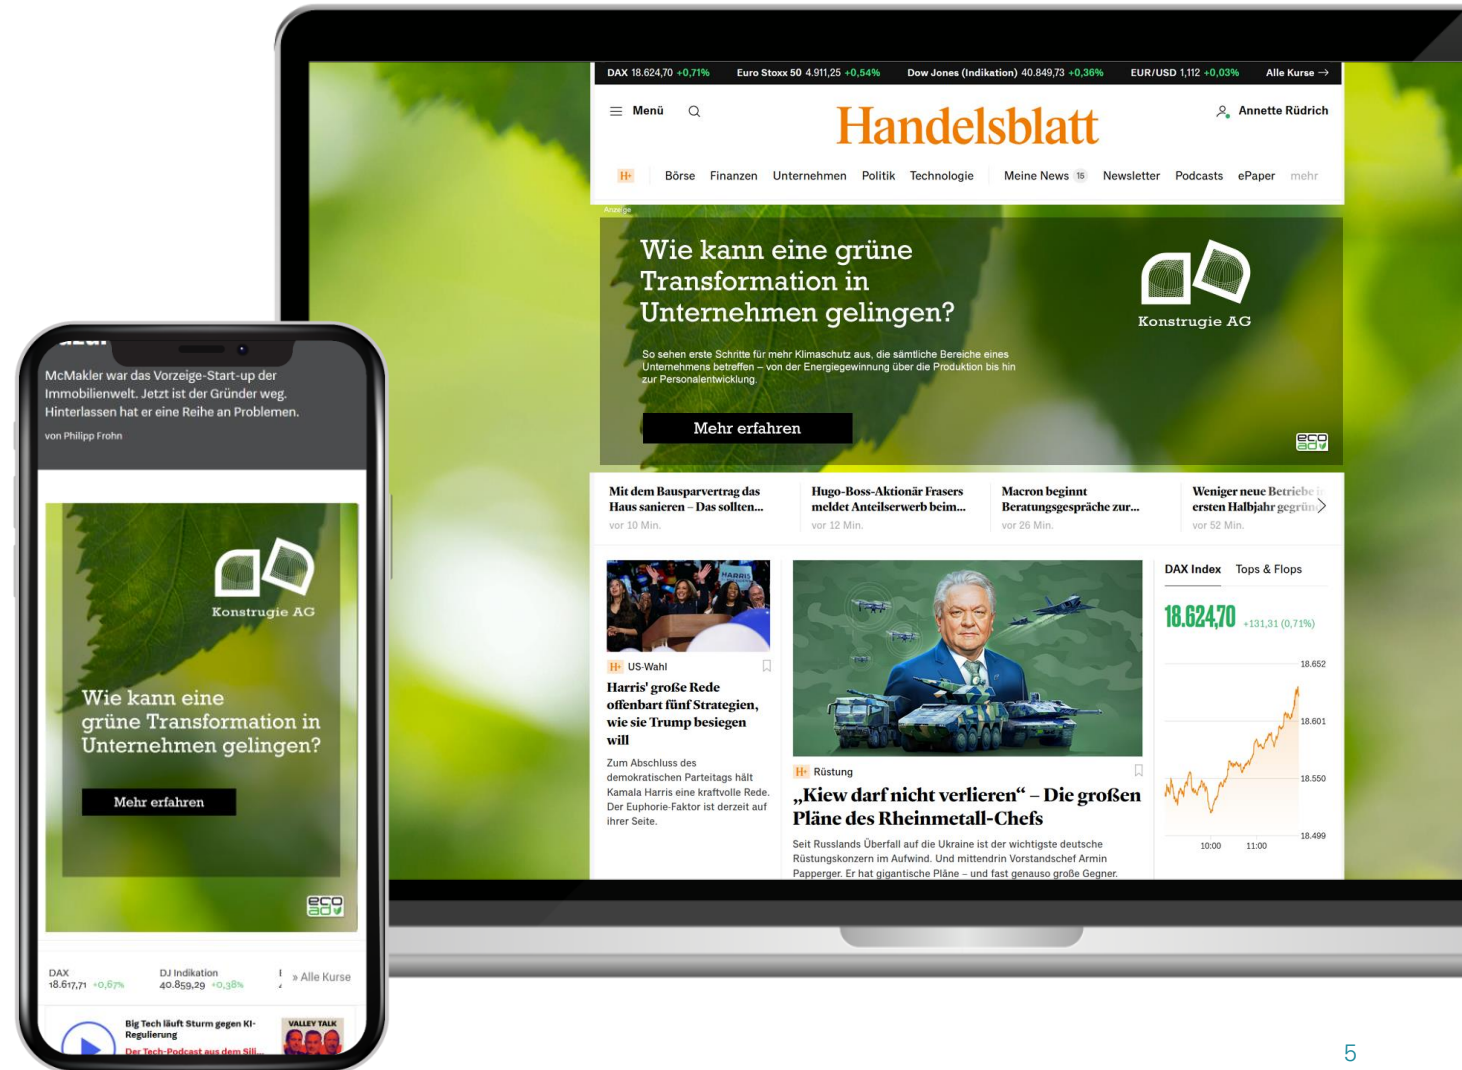 DAX 18.624,70 +0,71% Euro Stoxx 50 4.911,25 +0,54% Dow Jones (Indikation) 40.849,73 +0,36% EUR/USD 1,112 +0,03% Alle Kurse →
Menü
Handelsblatt
Annette Rüdrich
H+ Börse Finanzen Unternehmen Politik Technologie Meine News 15 Newsletter Podcasts ePaper mehr
Anzeige
Wie kann eine grüne
Transformation in
Unternehmen gelingen?
Konstrugie AG
So sehen erste Schritte für mehr Klimaschutz aus, die sämtliche Bereiche eines
Unternehmens betreffen – von der Energiegewinnung über die Produktion bis hin
zur Personalentwicklung.
Mehr erfahren
eco
ad
Mit dem Bausparvertrag das
Haus sanieren – Das sollten...
vor 10 Min.
Hugo-Boss-Aktionär Frasers
meldet Anteilserwerb beim...
vor 12 Min.
Macron beginnt
Beratungsgespräche zur...
vor 26 Min.
Weniger neue Betriebe i
ersten Halbjahr gegrün
vor 52 Min.
HARRIS
H+ US-Wahl
Harris' große Rede
offenbart fünf Strategien,
wie sie Trump besiegen
will
Zum Abschluss des
demokratischen Parteitags hält
Kamala Harris eine kraftvolle Rede.
Der Euphorie-Faktor ist derzeit auf
ihrer Seite.
H+ Rüstung
„Kiew darf nicht verlieren“ – Die großen
Pläne des Rheinmetall-Chefs
Seit Russlands Überfall auf die Ukraine ist der wichtigste deutsche
Rüstungskonzern im Aufwind. Und mittendrin Vorstandschef Armin
Papperger. Er hat gigantische Pläne – und fast genauso große Gegner.
DAX Index Tops & Flops
18.624,70 +131,31 (0,71%)
18.652
18.601
18.550
18.499
10:00 11:00
McMakler war das Vorzeige-Start-up der
Immobilienwelt. Jetzt ist der Gründer weg.
Hinterlassen hat er eine Reihe an Problemen.
von Philipp Frohn
Konstrugie AG
Wie kann eine
grüne Transformation in
Unternehmen gelingen?
Mehr erfahren
eco
ad
DAX
18.617,71 +0,67%
DJ Indikation
40.859,29 +0,38%
» Alle Kurse
Big Tech läuft Sturm gegen KI-
Regulierung
Der Tech-Podcast aus dem Sili...
VALLEY TALK
5